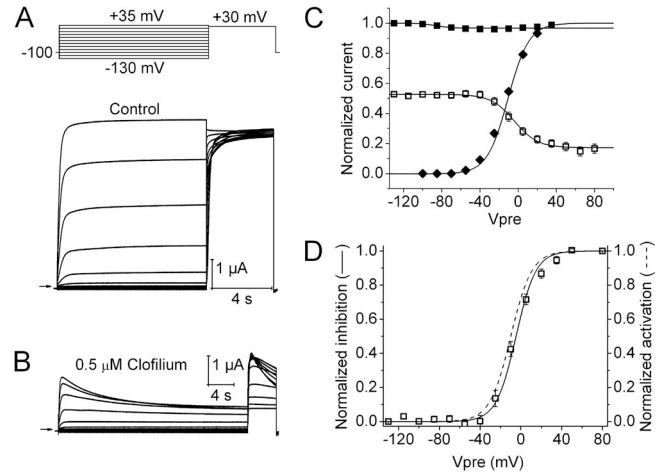 A
+35 mV
+30 mV
-100
-130 mV
Control
1 µA
4 s
B
0.5 µM Clofilium
1 µA
4 s
C
Normalized current
1.0
0.8
0.6
0.4
0.2
0.0
-120 -80 -40 0 40 80
Vpre
D
Normalized inhibition (——)
1.0
0.8
0.6
0.4
0.2
0.0
1.0
0.8
0.6
0.4
0.2
0.0
Normalized activation (- - -)
-120 -80 -40 0 40 80
Vpre (mV)